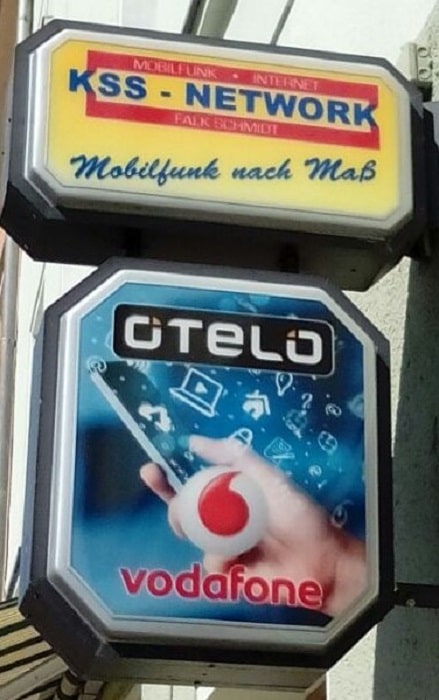 MOBILFUNK • INTERNET
KSS - NETWORK
FALK SCHMIDT
Mobilfunk nach Maß
OTELO
vodafone